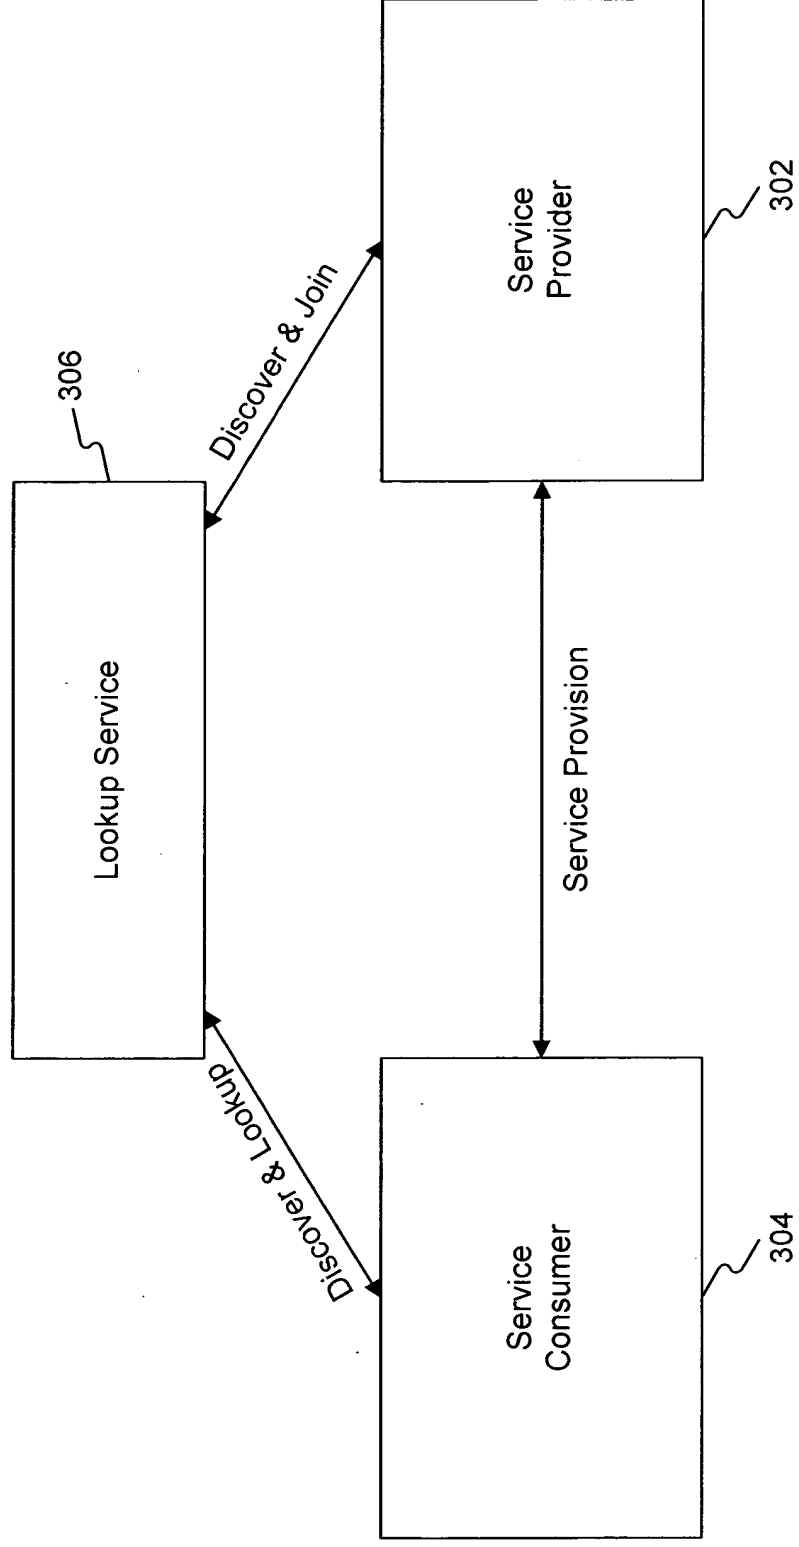 306
Lookup Service
Discover & Lookup
Discover & Join
Service
Consumer
Service Provision
Service
Provider
304
302